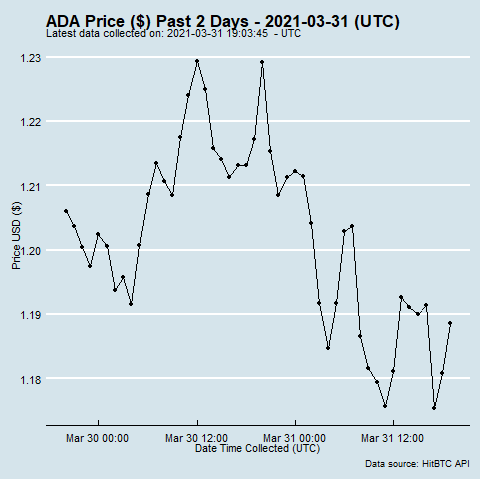 ADA Price ($) Past 2 Days - 2021-03-31 (UTC)
Latest data collected on: 2021-03-31 19:03:45  - UTC
1.23
1.22
1.21
1.20
1.19
1.18
Price USD ($)
Mar 30 00:00 Mar 30 12:00 Mar 31 00:00 Mar 31 12:00
Date Time Collected (UTC)
Data source: HitBTC API